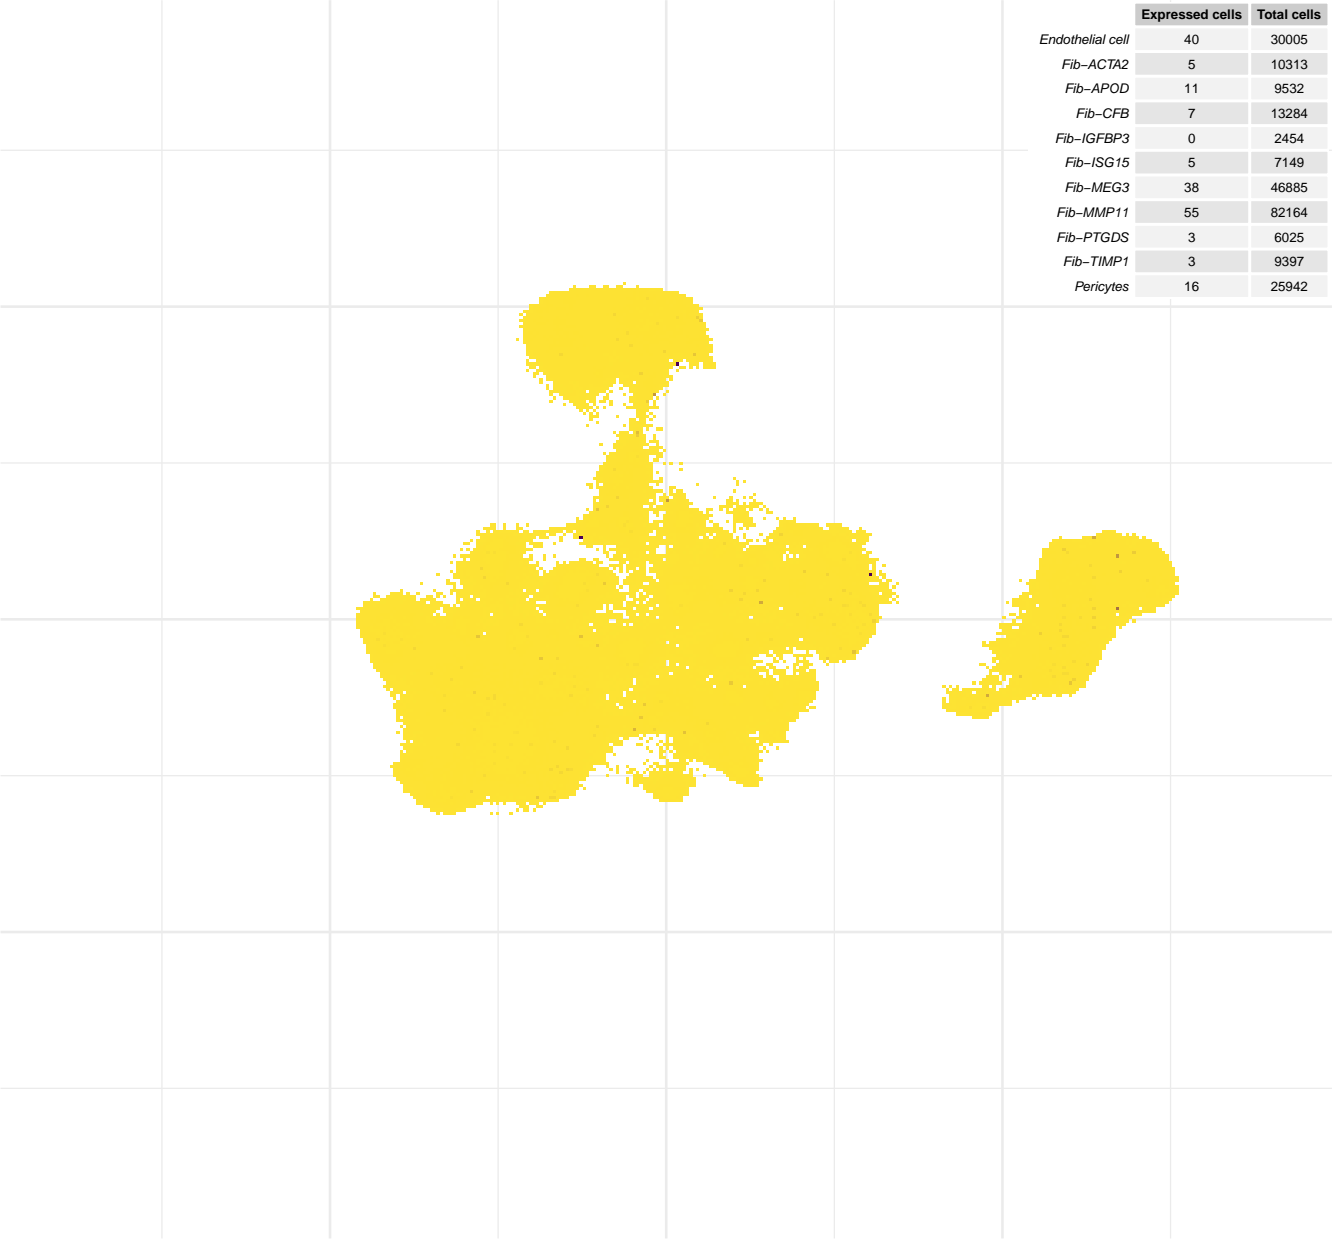 Expressed cells Total cells
Endothelial cell 40 30005
Fib−ACTA2 5 10313
Fib−APOD 11 9532
Fib−CFB 7 13284
Fib−IGFBP3 0 2454
Fib−ISG15 5 7149
Fib−MEG3 38 46885
Fib−MMP11 55 82164
Fib−PTGDS 3 6025
Fib−TIMP1 3 9397
Pericytes 16 25942